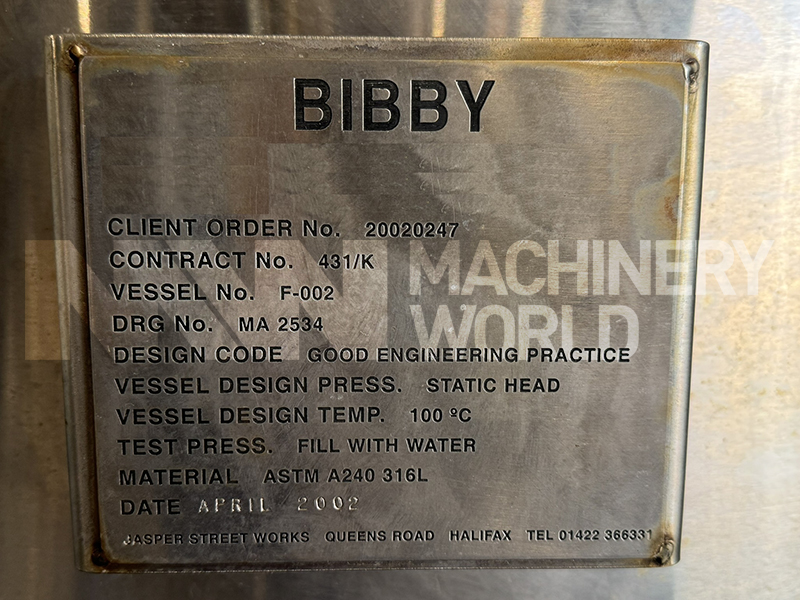 BIBBY
CLIENT ORDER No. 20020247
CONTRACT No. 431/K
VESSEL No. F-002
DRG No. MA 2534
DESIGN CODE GOOD ENGINEERING PRACTICE
VESSEL DESIGN PRESS. STATIC HEAD
VESSEL DESIGN TEMP. 100 ºC
TEST PRESS. FILL WITH WATER
MATERIAL ASTM A240 316L
DATE APRIL 2002
GASPER STREET WORKS QUEENS ROAD HALIFAX TEL 01422 366331
MACHINERY
WORLD